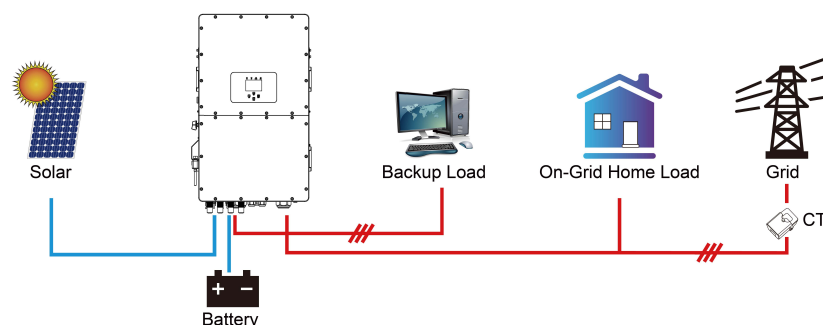 Solar
Backup Load
On-Grid Home Load
Grid
CT
Battery